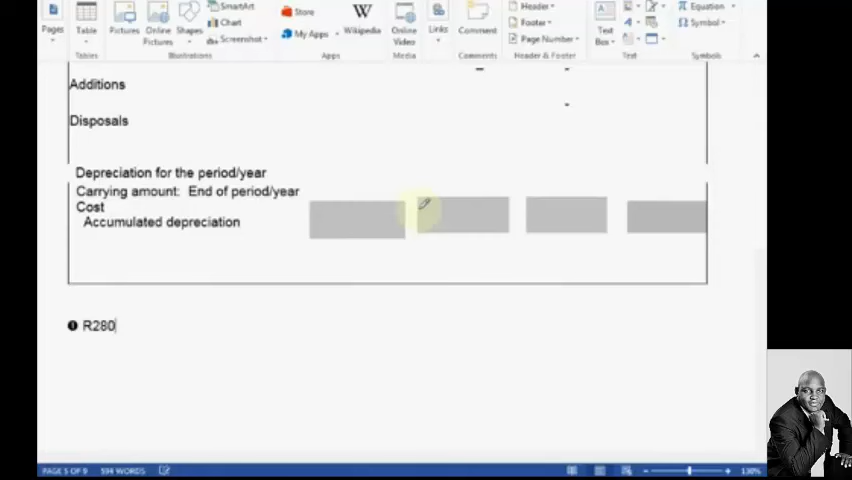 SmartArt
Header
Equation
Store
Pages
Table
Pictures
Online Pictures
Shapes
Chart
Screenshot
My Apps
Wikipedia
Online Video
Links
Comment
Footer
Page Number
Text Box
Symbol
Tables
Illustrations
Apps
Media
Comments
Header & Footer
Text
Symbols
Additions
Disposals
Depreciation for the period/year
Carrying amount: End of period/year
Cost
Accumulated depreciation
❶ R280
PAGE 5 OF 9
594 WORDS
130%